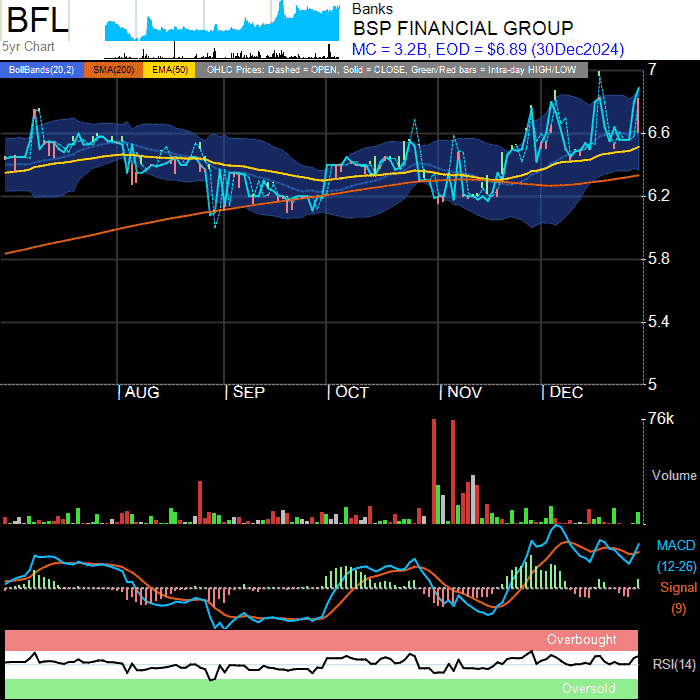 BFL
5yr Chart
Banks
BSP FINANCIAL GROUP
MC = 3.2B, EOD = $6.89 (30Dec2024)
BollBands(20,2) SMA(200) EMA(50) OHLC Prices: Dashed = OPEN, Solid = CLOSE, Green/Red bars = Intra-day HIGH/LOW
7
6.6
6.2
5.8
5.4
5
AUG SEP OCT NOV DEC
76k
Volume
MACD
(12-26)
Signal
(9)
Overbought
RSI(14)
Oversold